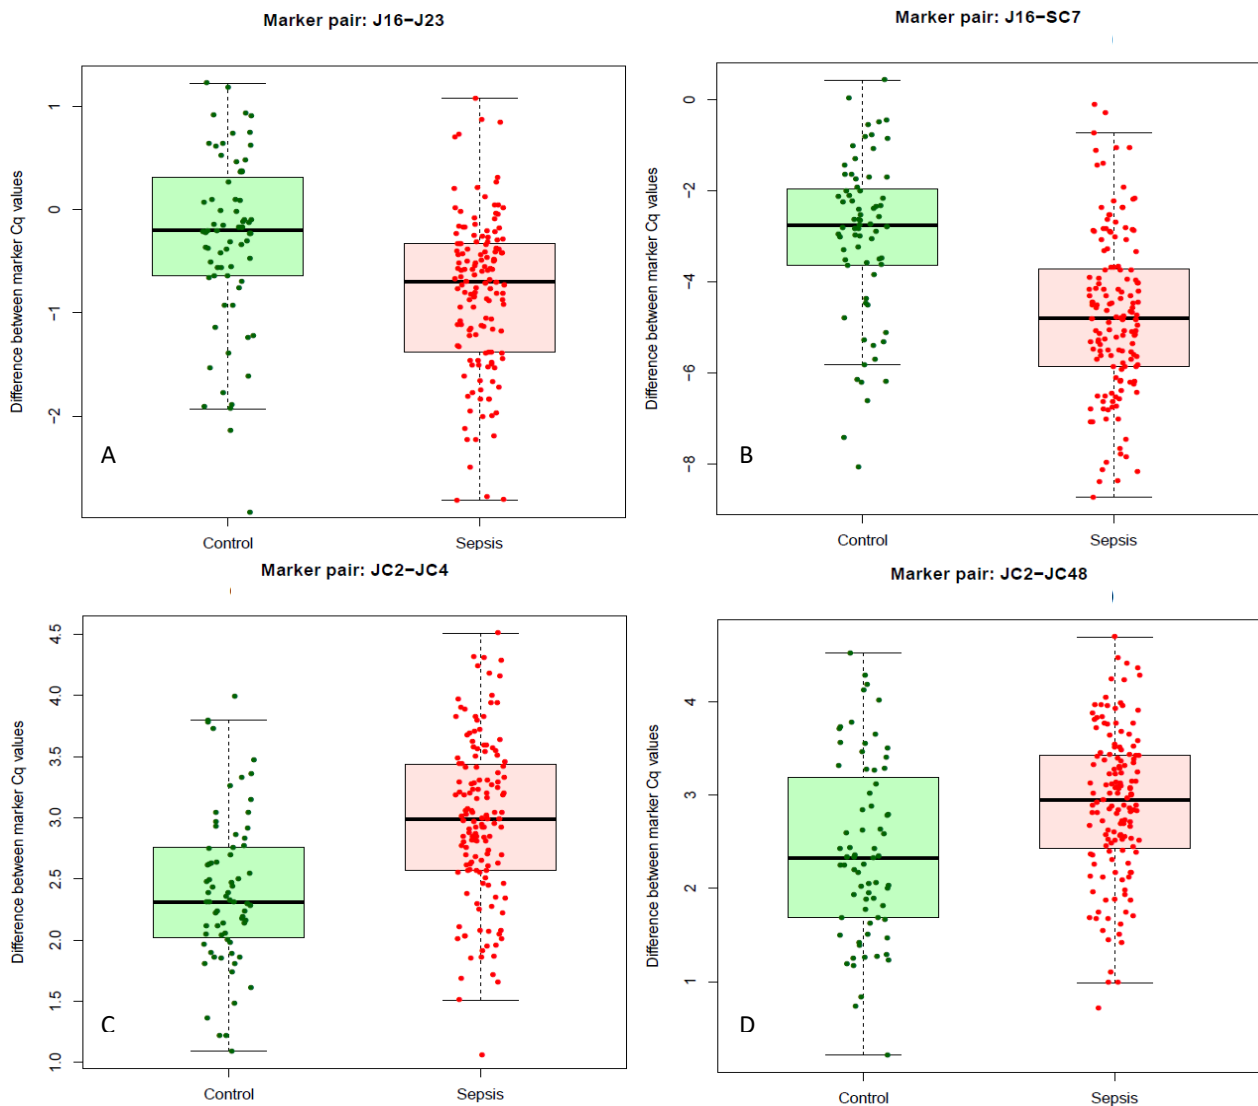 Marker pair: J16−J23
Difference between marker Cq values
1
0
−1
−2
A
Control
Sepsis
Marker pair: J16−SC7
Difference between marker Cq values
0
−2
−4
−6
−8
B
Control
Sepsis
Marker pair: JC2−JC4
Difference between marker Cq values
4.5
4.0
3.5
3.0
2.5
2.0
1.5
1.0
C
Control
Sepsis
Marker pair: JC2−JC48
Difference between marker Cq values
4
3
2
1
D
Control
Sepsis